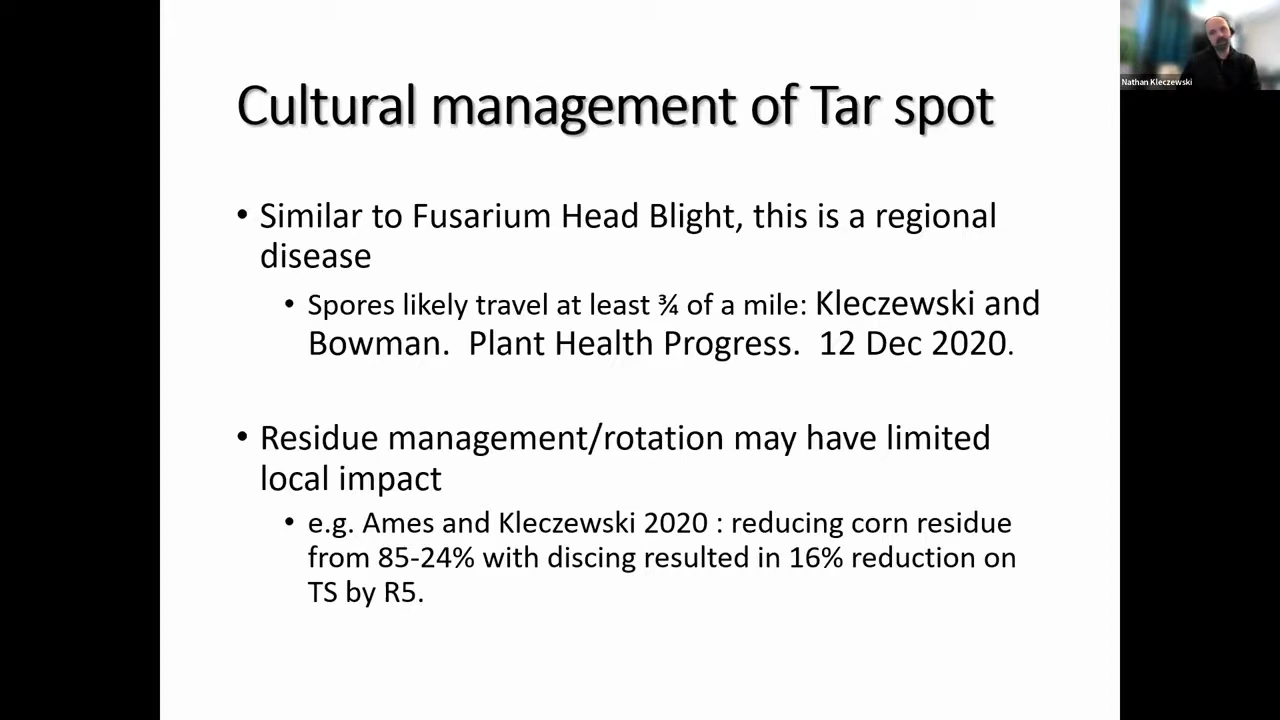 Cultural management of Tar spot
• Similar to Fusarium Head Blight, this is a regional
disease
• Spores likely travel at least ¾ of a mile: Kleczewski and
Bowman.  Plant Health Progress.  12 Dec 2020.
• Residue management/rotation may have limited
local impact
• e.g. Ames and Kleczewski 2020 : reducing corn residue
from 85-24% with discing resulted in 16% reduction on
TS by R5.
Nathan Kleczewski